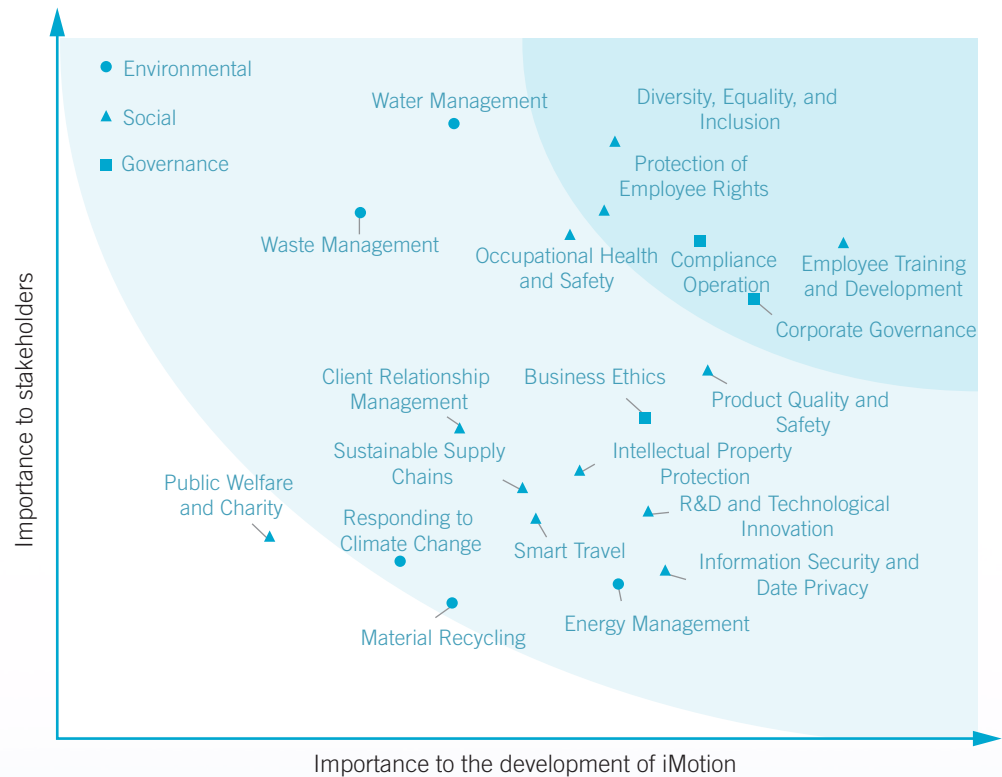 Environmental
Social
Governance
Water Management
Diversity, Equality, and
Inclusion
Protection of
Employee Rights
Waste Management
Occupational Health
and Safety
Compliance
Operation
Employee Training
and Development
Corporate Governance
Client Relationship
Management
Business Ethics
Product Quality and
Safety
Sustainable Supply
Chains
Intellectual Property
Protection
Public Welfare
and Charity
Responding to
Climate Change
Smart Travel
R&D and Technological
Innovation
Information Security and
Date Privacy
Material Recycling
Energy Management
Importance to stakeholders
Importance to the development of iMotion